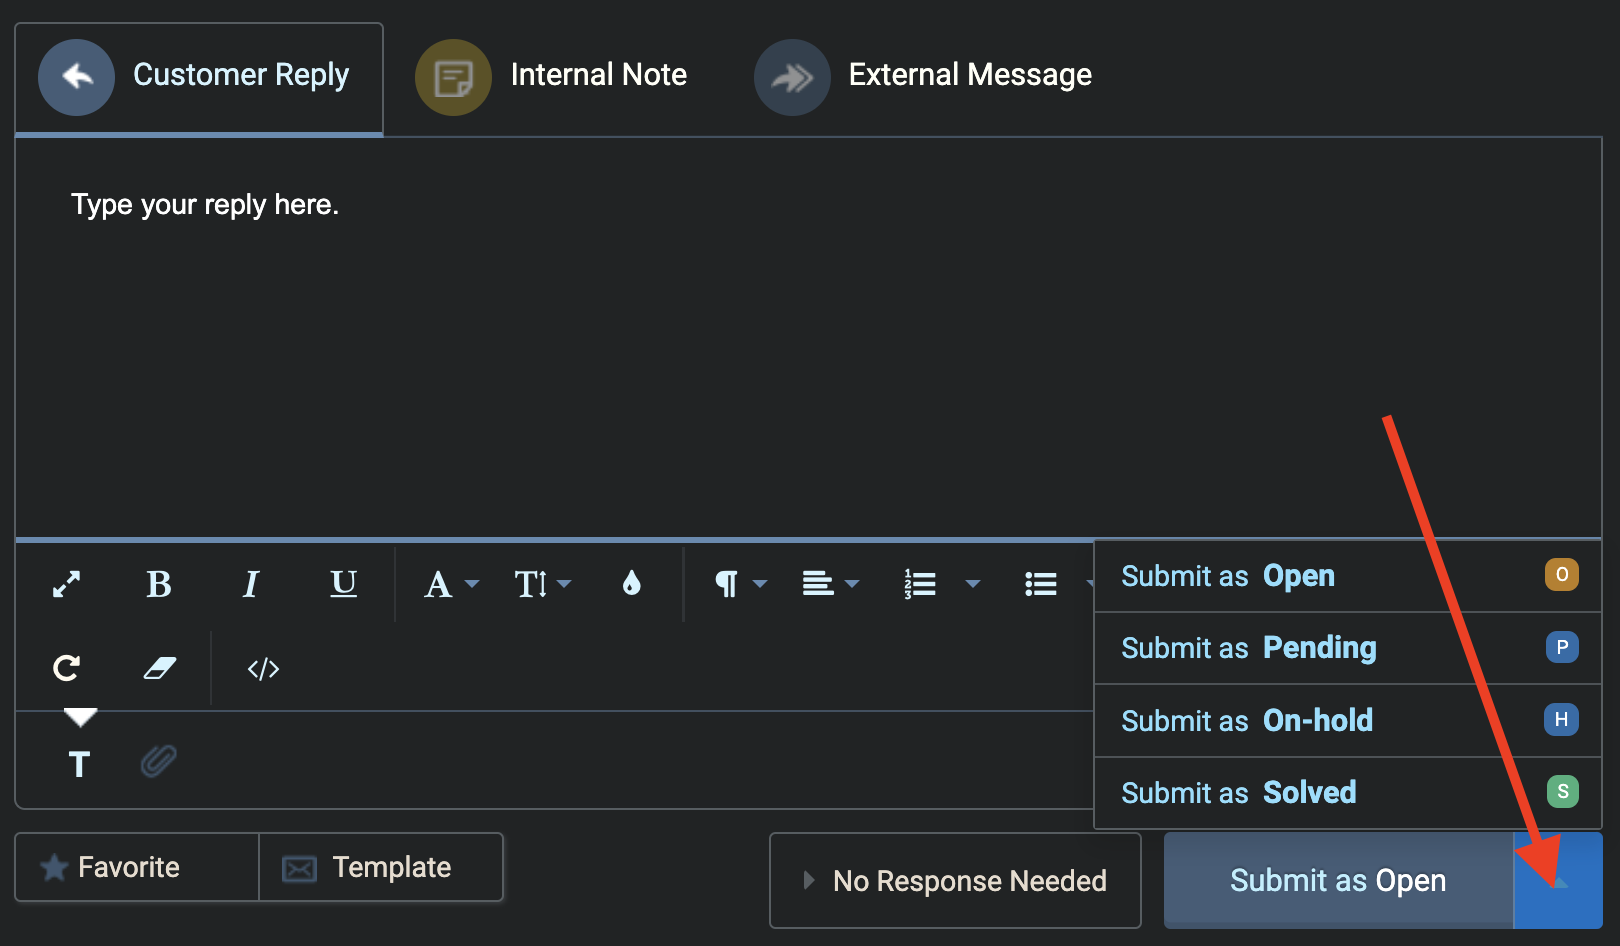 Customer Reply
Internal Note
External Message
Type your reply here.
B I U A T T
Submit as Open O
Submit as Pending P
Submit as On-hold H
Submit as Solved S
T
Favorite
Template
No Response Needed
Submit as Open